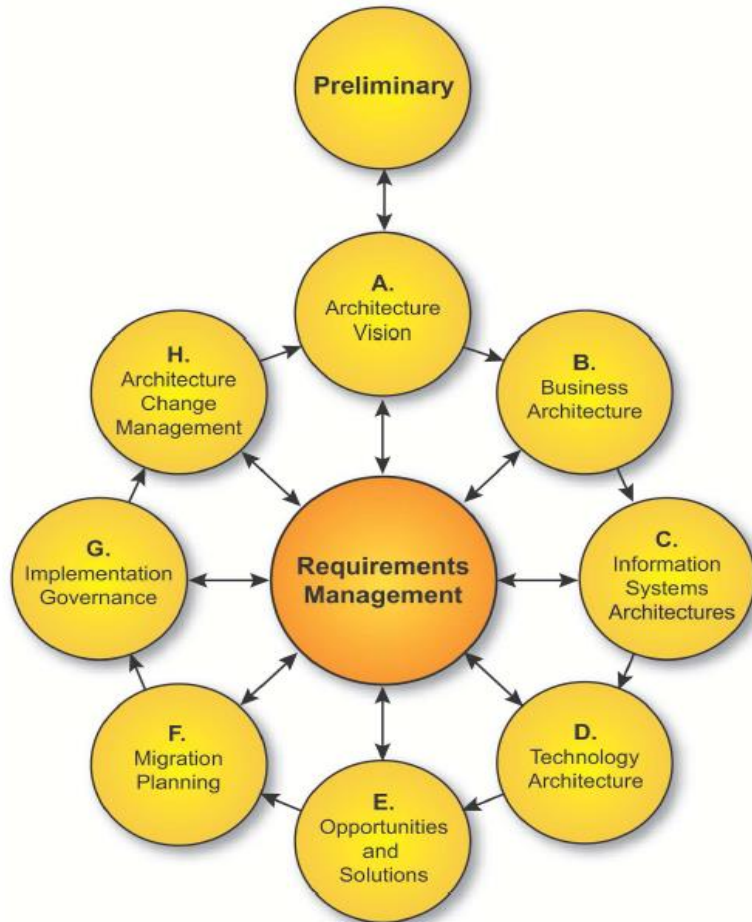 Preliminary
A.
Architecture
Vision
B.
Business
Architecture
C.
Information
Systems
Architectures
D.
Technology
Architecture
E.
Opportunities
and
Solutions
F.
Migration
Planning
G.
Implementation
Governance
H.
Architecture
Change
Management
Requirements
Management